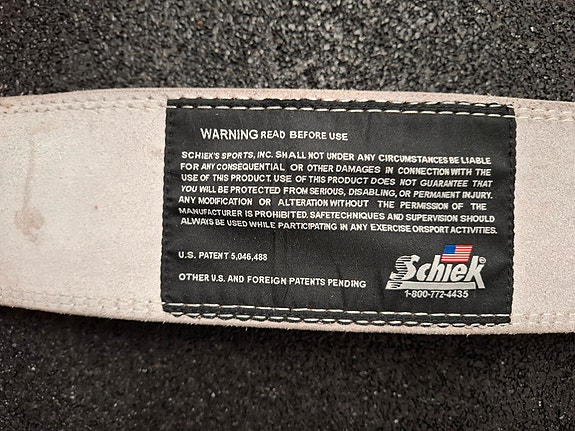 WARNING READ BEFORE USE
SCHIEK'S SPORTS, INC. SHALL NOT UNDER ANY CIRCUMSTANCES BE LIABLE
FOR ANY CONSEQUENTIAL OR OTHER DAMAGES IN CONNECTION WITH THE
USE OF THIS PRODUCT. USE OF THIS PRODUCT DOES NOT GUARANTEE THAT
YOU WILL BE PROTECTED FROM SERIOUS, DISABLING, OR PERMANENT INJURY.
ANY MODIFICATION OR ALTERATION WITHOUT THE PERMISSION OF THE
MANUFACTURER IS PROHIBITED. SAFETECHNIQUES AND SUPERVISION SHOULD
ALWAYS BE USED WHILE PARTICIPATING IN ANY EXERCISE ORSPORT ACTIVITIES.
U.S. PATENT 5,046,488
OTHER U.S. AND FOREIGN PATENTS PENDING
Schiek®
1-800-772-4435